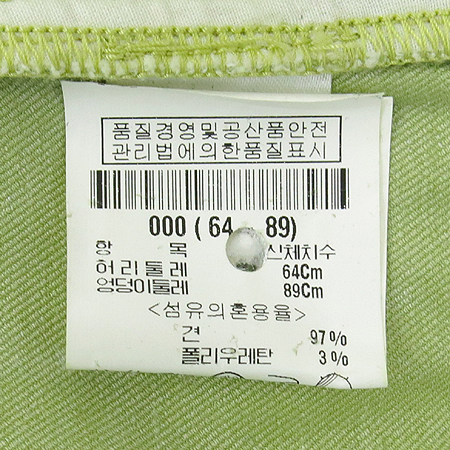 품질경영및공산품안전
관리법에의한품질표시
000 ( 64 89)
항 목 신체치수
허리둘레 64Cm
엉덩이둘레 89Cm
<섬유의혼용율>
견 97%
폴리우레탄 3%